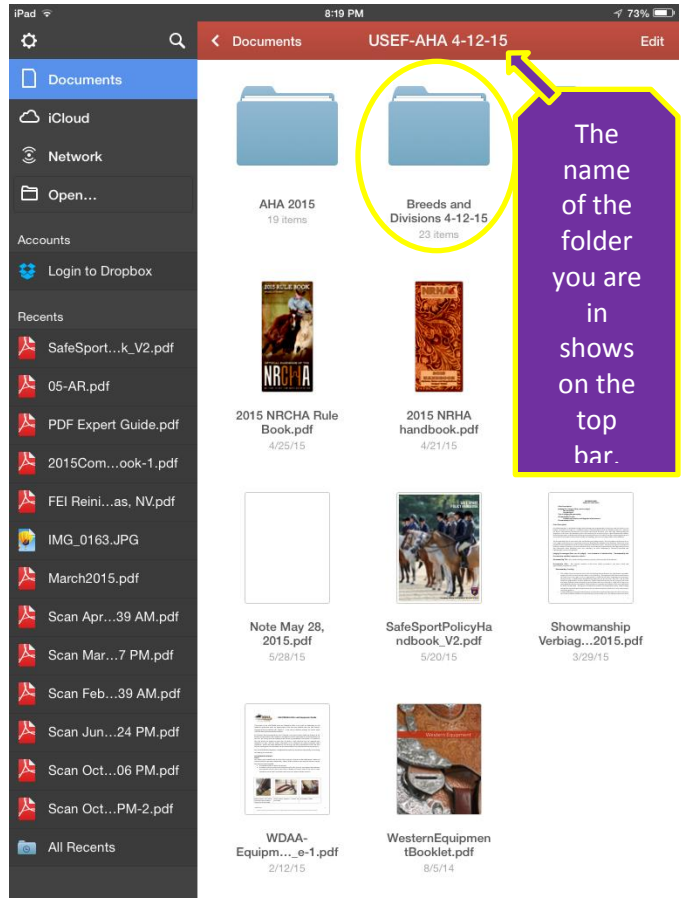 iPad
8:19 PM
73%
Documents
USEF-AHA 4-12-15
Edit
Documents
iCloud
Network
Open...
Accounts
Login to Dropbox
Recents
SafeSport...k_V2.pdf
05-AR.pdf
PDF Expert Guide.pdf
2015Com...ook-1.pdf
FEI Reini...as, NV.pdf
IMG_0163.JPG
March2015.pdf
Scan Apr...39 AM.pdf
Scan Mar...7 PM.pdf
Scan Feb...39 AM.pdf
Scan Jun...24 PM.pdf
Scan Oct...06 PM.pdf
Scan Oct...PM-2.pdf
All Recents
AHA 2015
19 items
Breeds and
Divisions 4-12-15
23 items
The
name
of the
folder
you are
in
shows
on the
top
bar.
2015 RULE BOOK
NRCHA
2015 NRCHA Rule
Book.pdf
4/25/15
NRHA
2015 NRHA
handbook.pdf
4/21/15
Note May 28,
2015.pdf
5/28/15
SafeSportPolicyHa
ndbook_V2.pdf
5/20/15
Showmanship
Verbiag...2015.pdf
3/29/15
WDAA-
Equipm..._e-1.pdf
2/12/15
Western Equipment
WesternEquipmen
tBooklet.pdf
8/5/14